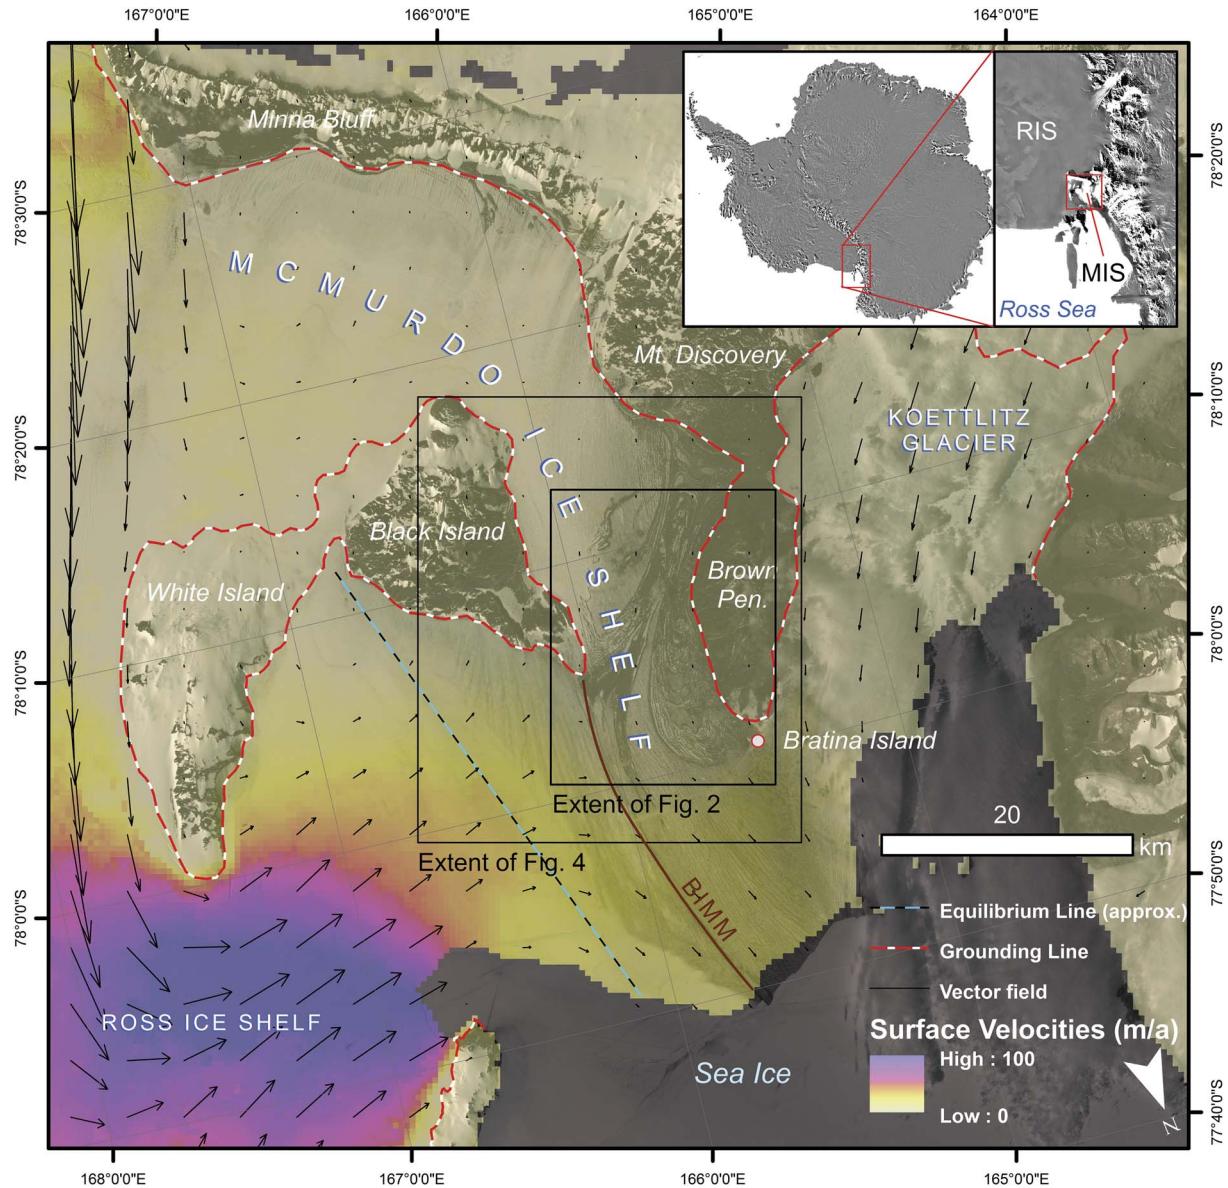 167°0'0"E
166°0'0"E
165°0'0"E
164°0'0"E
78°30'0"S
78°20'0"S
78°10'0"S
78°0'0"S
78°20'0"S
78°10'0"S
78°0'0"S
77°50'0"S
77°40'0"S
Minna Bluff
RIS
MIS
Ross Sea
MCMURDO ICE SHELF
Mt. Discovery
KOETTLITZ
GLACIER
Black Island
White Island
Brown
Pen.
Bratina Island
Extent of Fig. 2
Extent of Fig. 4
BIMM
20
km
Equilibrium Line (approx.)
Grounding Line
Vector field
Surface Velocities (m/a)
High : 100
Low : 0
N
ROSS ICE SHELF
Sea Ice
168°0'0"E
167°0'0"E
166°0'0"E
165°0'0"E